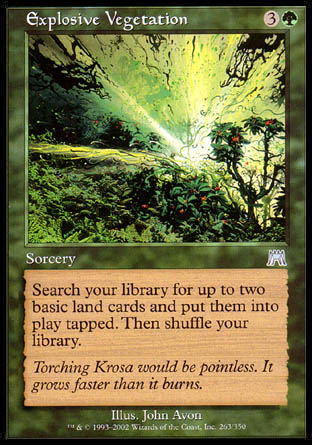 Explosive Vegetation 3
Sorcery
Search your library for up to two
basic land cards and put them into
play tapped. Then shuffle your
library.
Torching Krosa would be pointless. It
grows faster than it burns.
Illus. John Avon
™ & © 1993-2002 Wizards of the Coast, Inc. 263/350